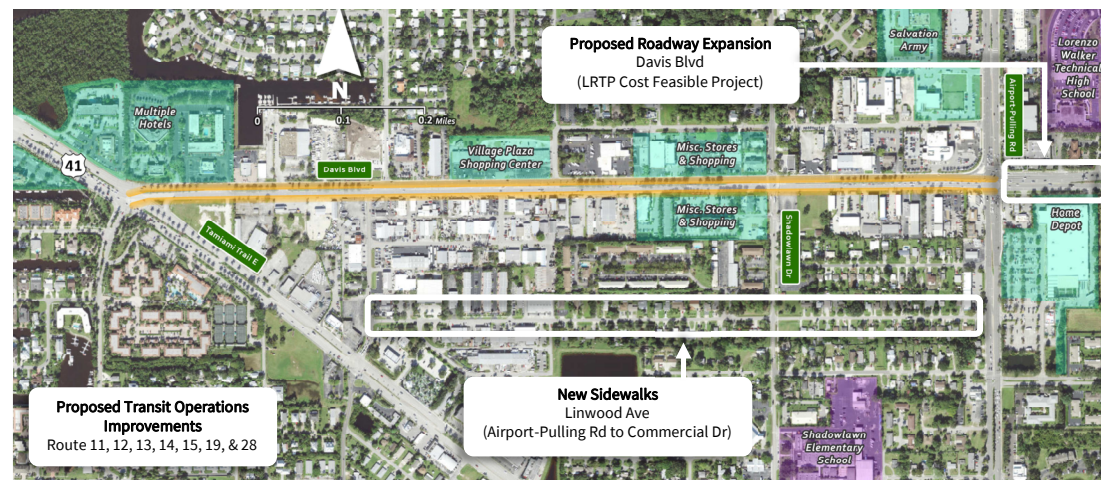 Proposed Roadway Expansion
Davis Blvd
(LRTP Cost Feasible Project)
Salvation
Army
Lorenzo
Walker
Technical
High
School
Airport-Pulling Rd
N
0
0.1
0.2 Miles
Multiple
Hotels
41
Davis Blvd
Village Plaza
Shopping Center
Misc. Stores
& Shopping
Misc. Stores
& Shopping
Shadowlawn Dr
Home
Depot
Tamiami Trail E
New Sidewalks
Linwood Ave
(Airport-Pulling Rd to Commercial Dr)
Proposed Transit Operations
Improvements
Route 11, 12, 13, 14, 15, 19, & 28
Shadowlawn
Elementary
School